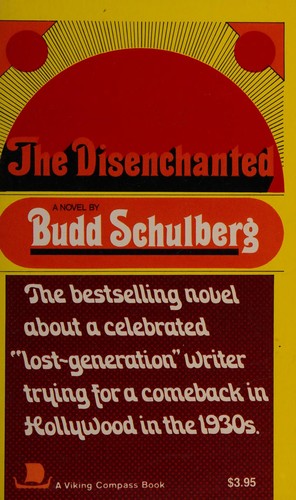 The Disenchanted
A NOVEL BY
Budd Schulberg
The bestselling novel
about a celebrated
"lost-generation" writer
trying for a comeback in
Hollywood in the 1930s.
A Viking Compass Book $3.95